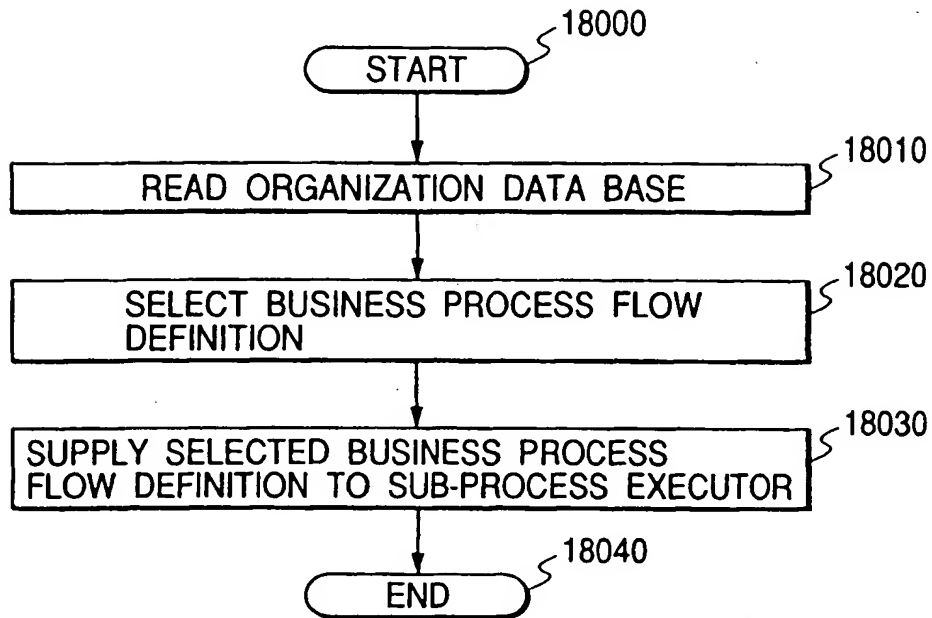 18000
START
18010
READ ORGANIZATION DATA BASE
18020
SELECT BUSINESS PROCESS FLOW
DEFINITION
18030
SUPPLY SELECTED BUSINESS PROCESS
FLOW DEFINITION TO SUB-PROCESS EXECUTOR
18040
END